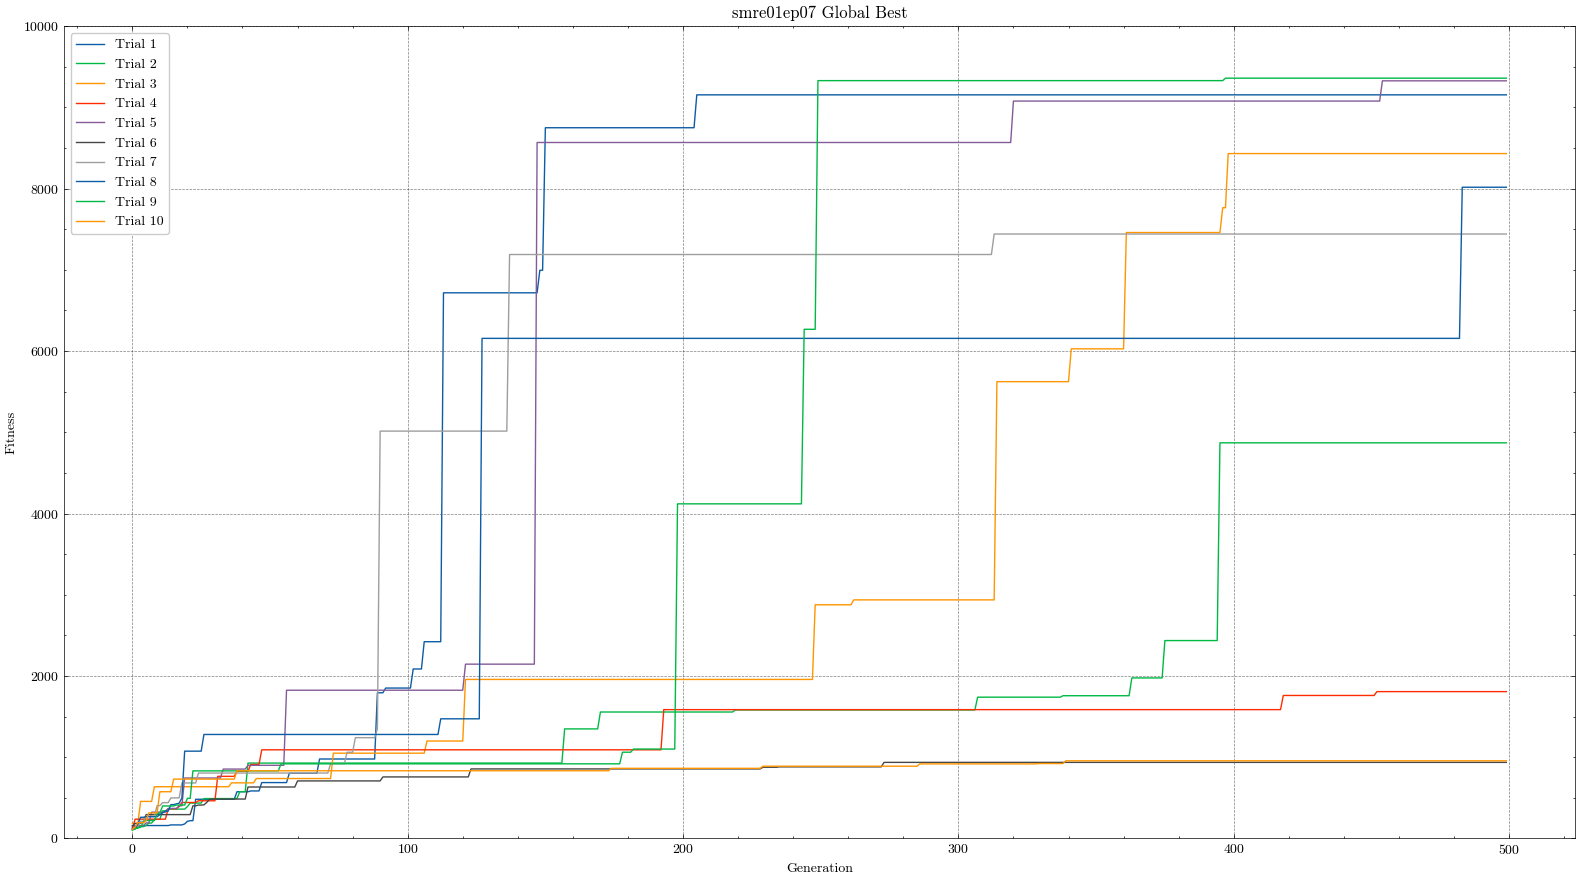 smre01ep07 Global Best
Trial 1
Trial 2
Trial 3
Trial 4
Trial 5
Trial 6
Trial 7
Trial 8
Trial 9
Trial 10
10000
8000
6000
4000
2000
0
Fitness
0 100 200 300 400 500
Generation